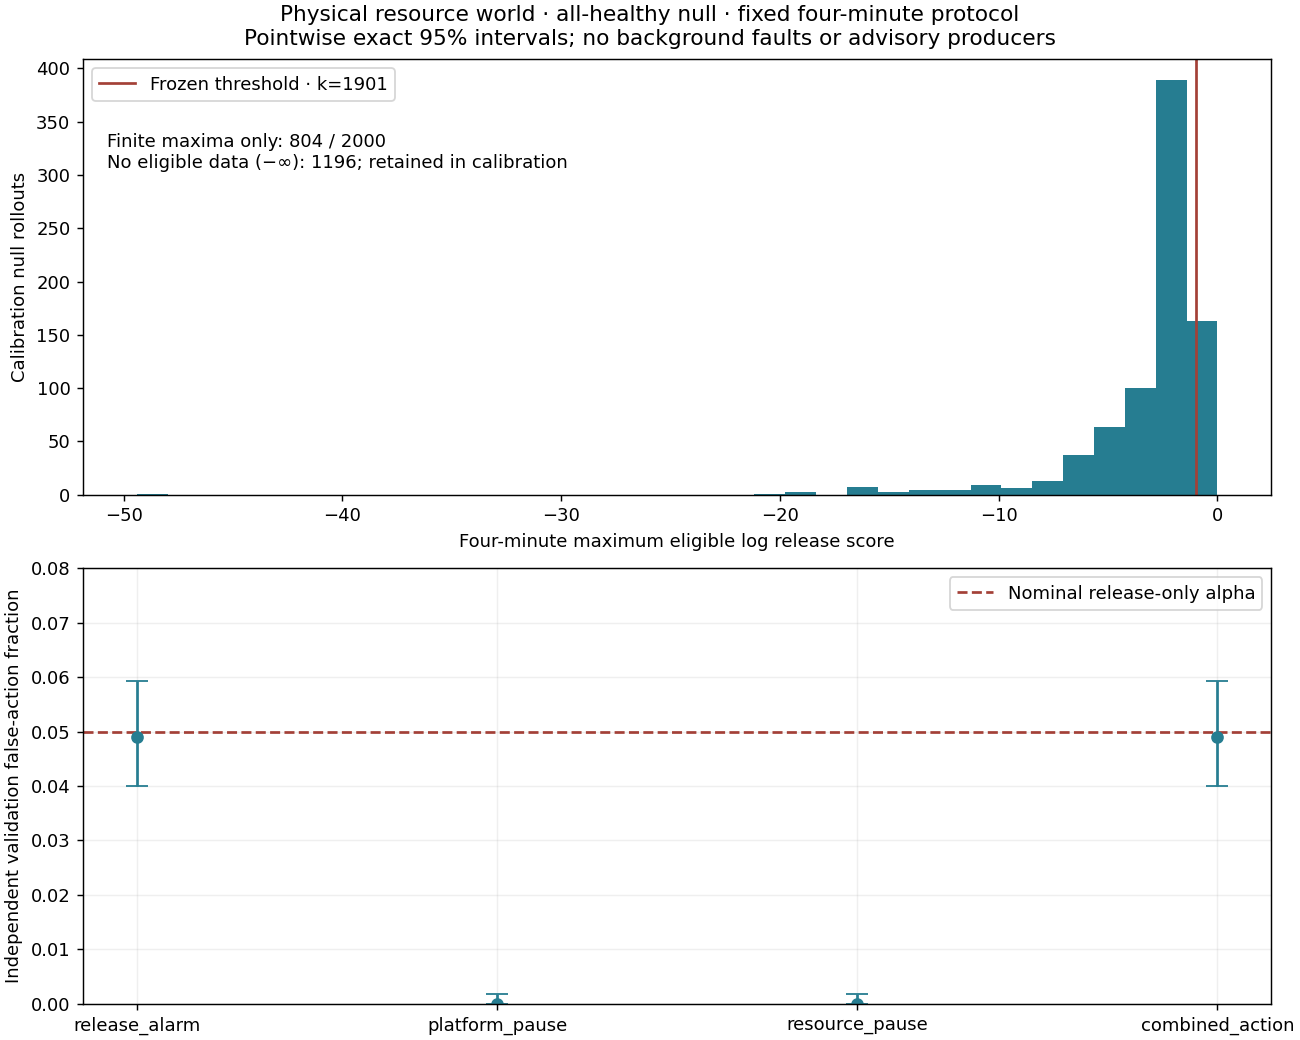 Physical resource world · all-healthy null · fixed four-minute protocol
Pointwise exact 95% intervals; no background faults or advisory producers
Calibration null rollouts
400
350
300
250
200
150
100
50
0
Frozen threshold · k=1901
Finite maxima only: 804 / 2000
No eligible data (−∞): 1196; retained in calibration
−50
−40
−30
−20
−10
0
Four-minute maximum eligible log release score
Independent validation false-action fraction
0.08
0.07
0.06
0.05
0.04
0.03
0.02
0.01
0.00
Nominal release-only alpha
release_alarm
platform_pause
resource_pause
combined_action